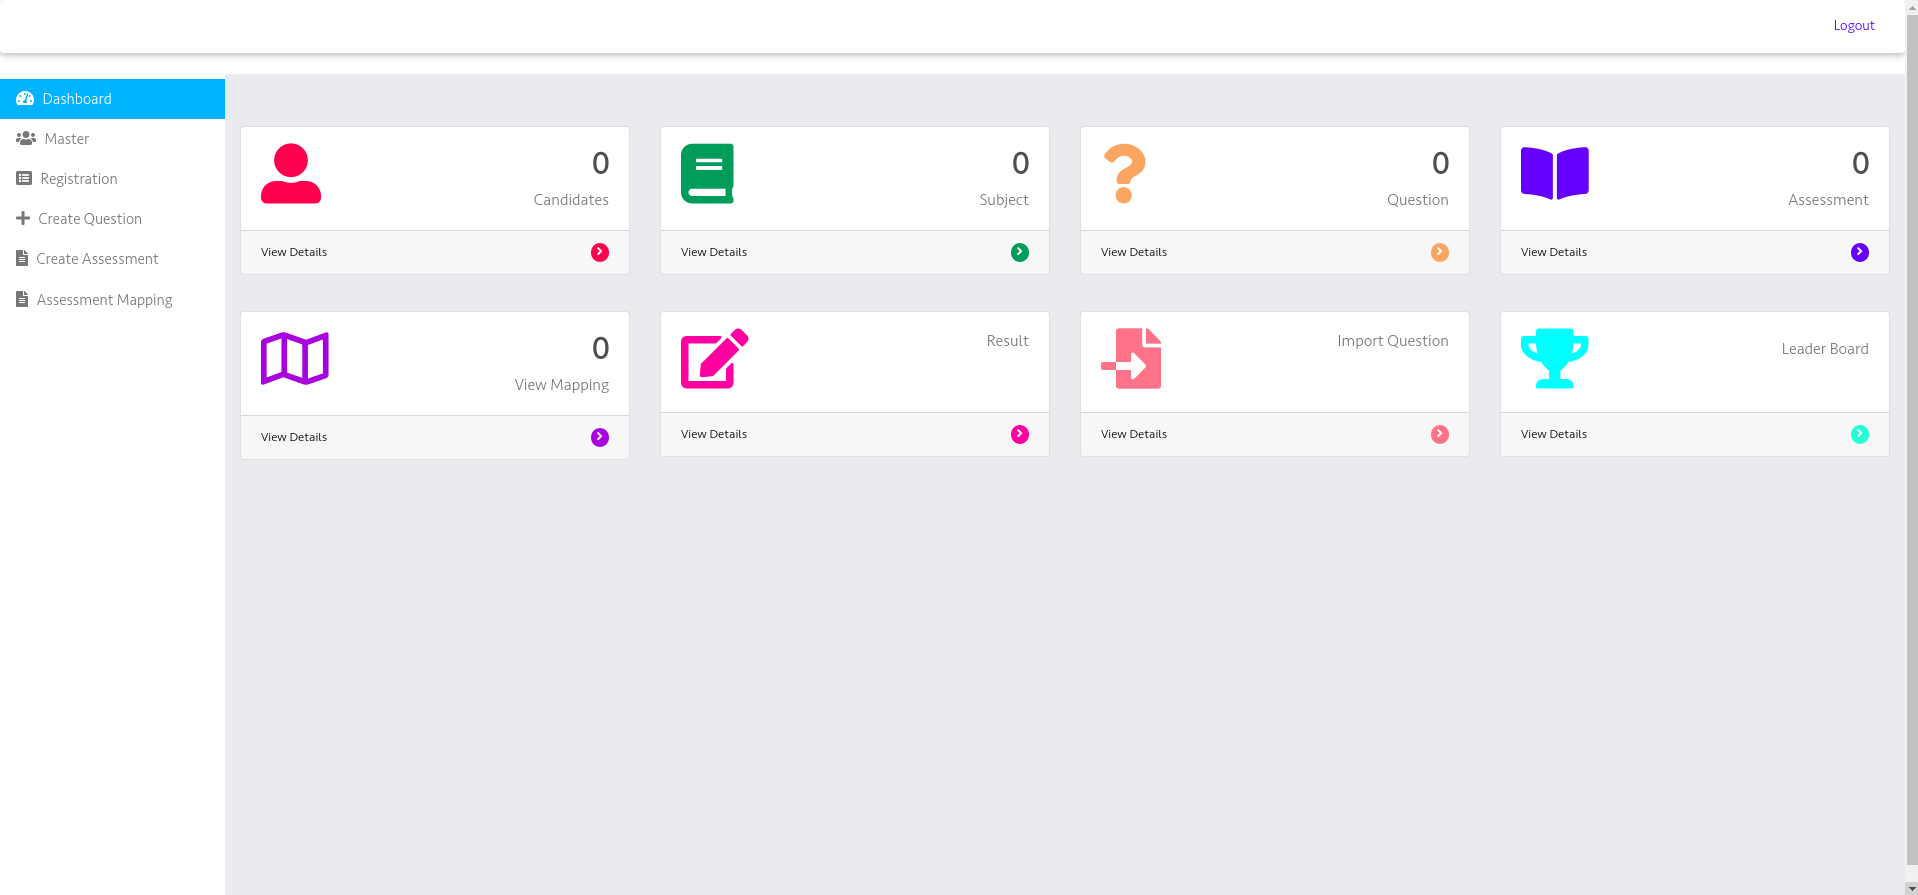 Logout
Dashboard
Master
Registration
Create Question
Create Assessment
Assessment Mapping
0
Candidates
View Details
0
Subject
View Details
0
Question
View Details
0
Assessment
View Details
0
View Mapping
View Details
Result
View Details
Import Question
View Details
Leader Board
View Details